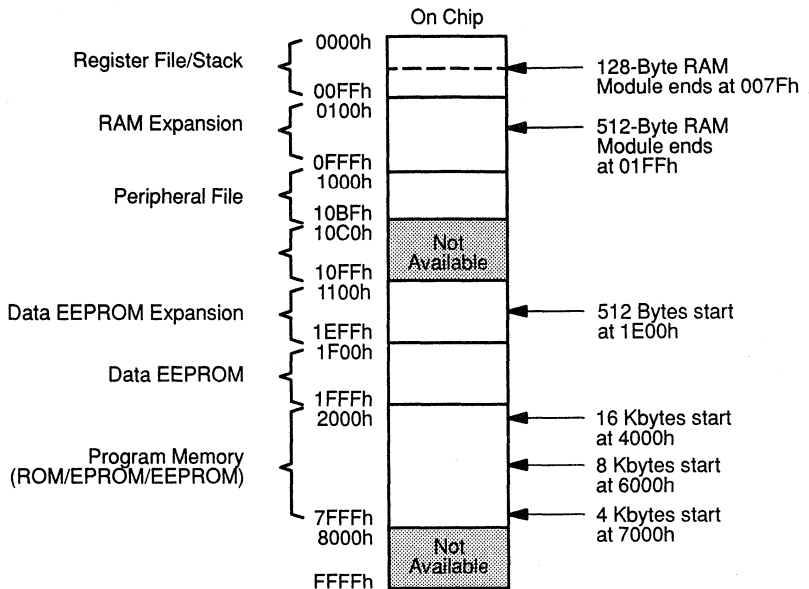 On Chip
Register File/Stack
0000h
00FFh
128-Byte RAM
Module ends at 007Fh
RAM Expansion
0100h
0FFFh
512-Byte RAM
Module ends
at 01FFh
Peripheral File
1000h
10BFh
10C0h
10FFh
Not
Available
Data EEPROM Expansion
1100h
1EFFh
512 Bytes start
at 1E00h
Data EEPROM
1F00h
1FFFh
Program Memory
(ROM/EPROM/EEPROM)
2000h
7FFFh
16 Kbytes start
at 4000h
8 Kbytes start
at 6000h
4 Kbytes start
at 7000h
8000h
FFFFh
Not
Available